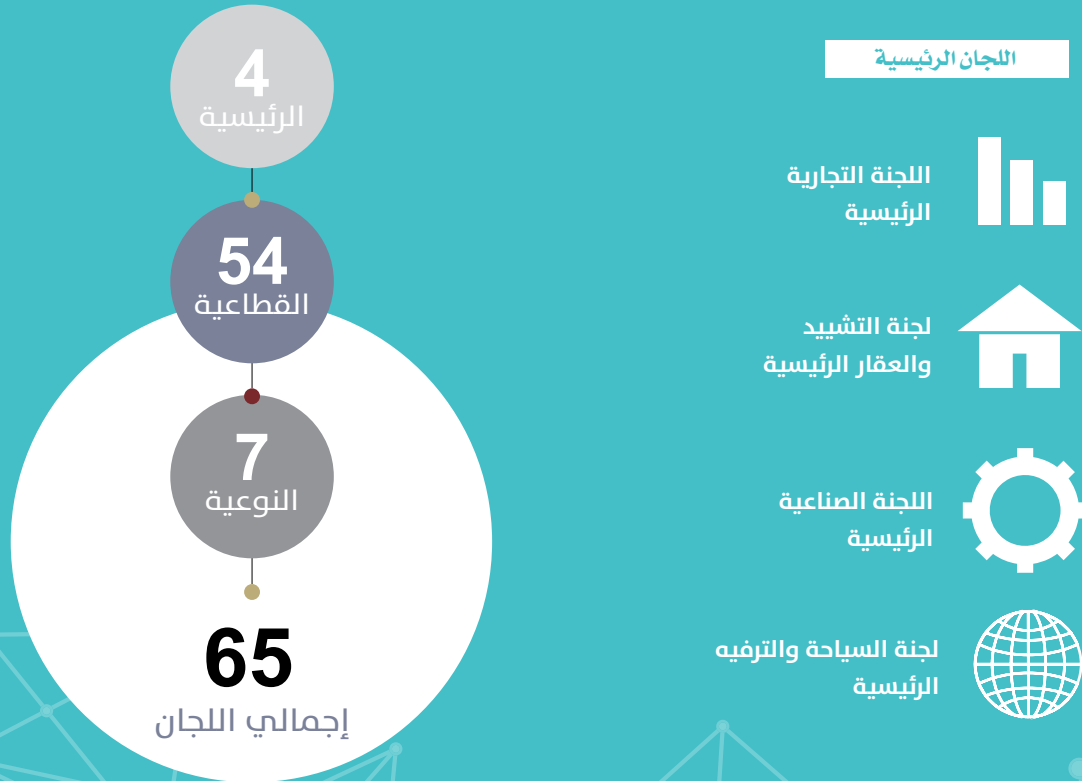 اللجان الرئيسية
اللجنة التجارية
الرئيسية
لجنة التشييد
والعقار الرئيسية
اللجنة الصناعية
الرئيسية
لجنة السياحة والترفيه
الرئيسية
4
الرئيسية
54
القطاعية
7
النوعية
65
إجمالي اللجان